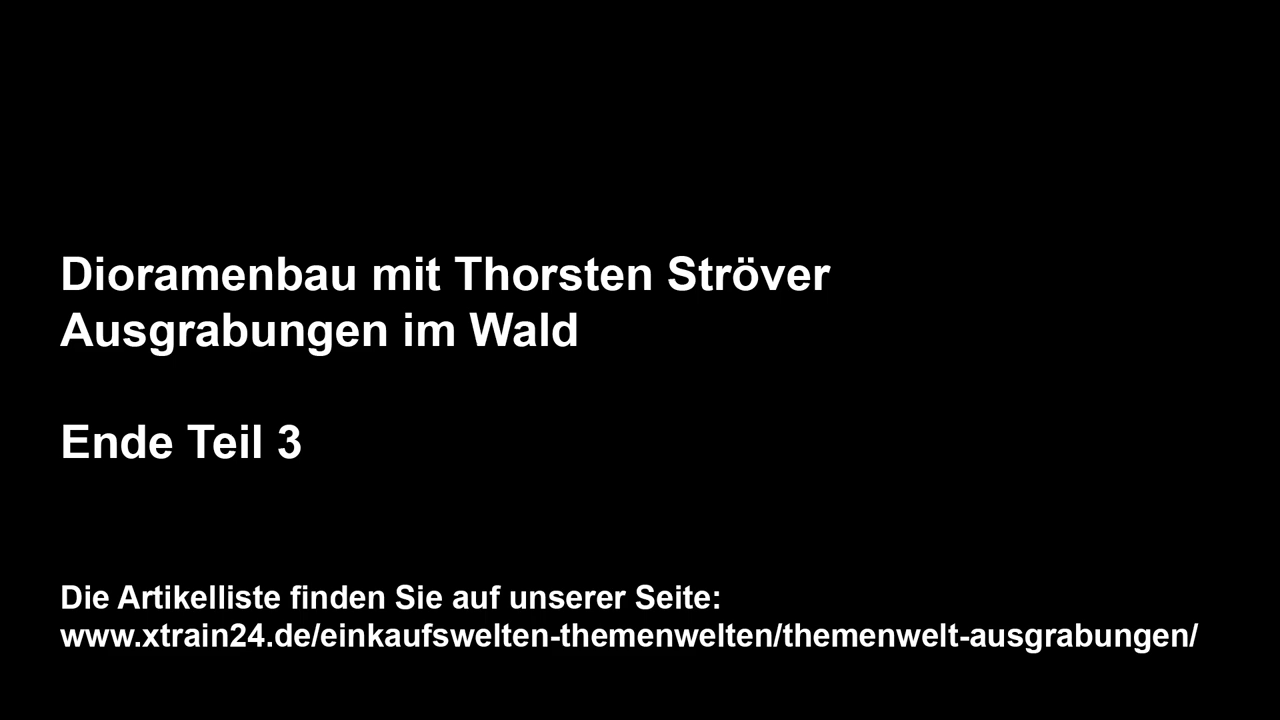 Dioramenbau mit Thorsten Ströver
Ausgrabungen im Wald
Ende Teil 3
Die Artikelliste finden Sie auf unserer Seite:
www.xtrain24.de/einkaufswelten-themenwelten/themenwelt-ausgrabungen/